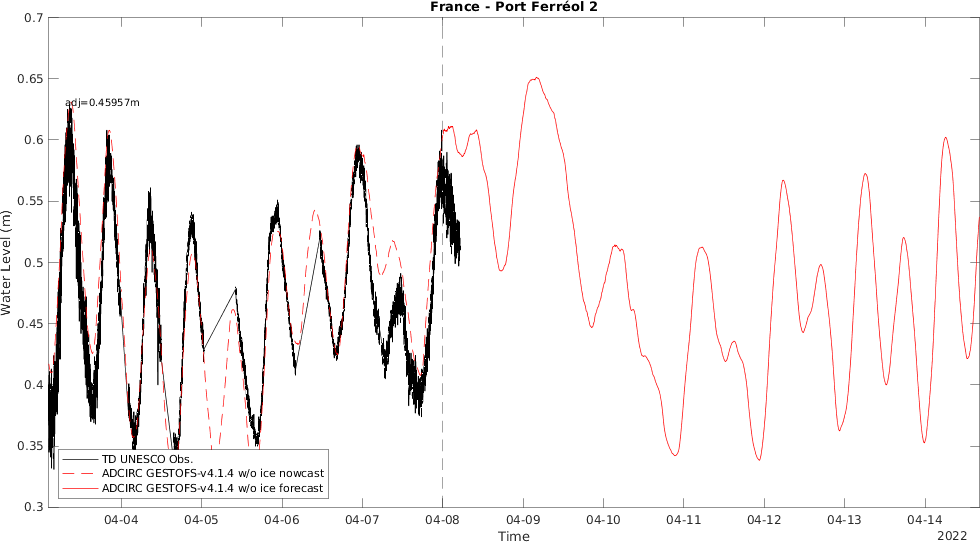 France - Port Ferréol 2
0.7
0.65
0.6
0.55
0.5
0.45
0.4
0.35
0.3
Water Level (m)
adj=0.45957m
TD UNESCO Obs.
ADCIRC GESTOFS-v4.1.4 w/o ice nowcast
ADCIRC GESTOFS-v4.1.4 w/o ice forecast
04-04 04-05 04-06 04-07 04-08 04-09 04-10 04-11 04-12 04-13 04-14
Time
2022